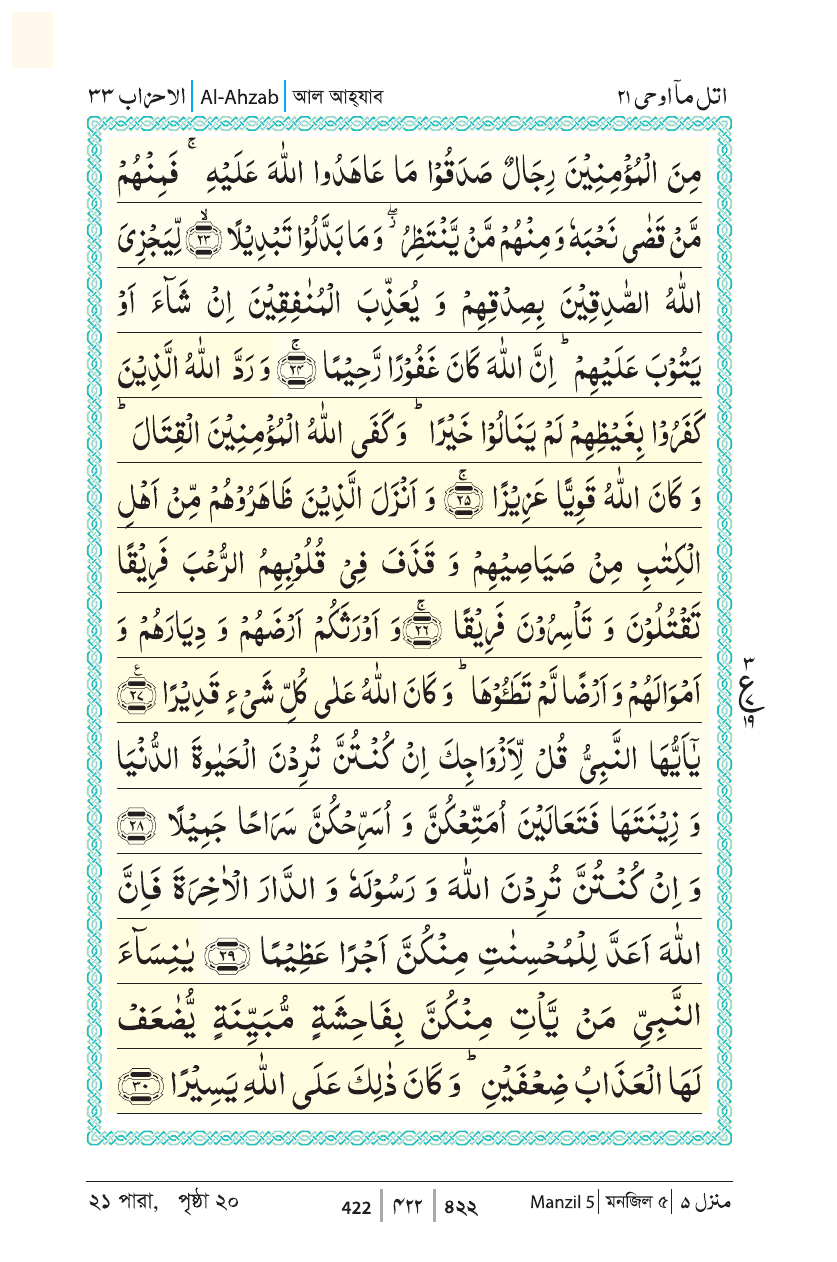 الاحزاب ٣٣ | Al-Ahzab | আল আহ্‌যাব
اتل مآ اوحی ٢١
مِنَ الْمُؤْمِنِيْنَ رِجَالٌ صَدَقُوْا مَا عَاهَدُوا اللّٰهَ عَلَيْهِ ۚ فَمِنْهُمْ
مَّنْ قَضٰى نَحْبَهٗ وَ مِنْهُمْ مَّنْ يَّنْتَظِرُ ۖ٘ وَ مَا بَدَّلُوْا تَبْدِيْلًا ۙ﴿٢٣﴾ لِّيَجْزِىَ
اللّٰهُ الصّٰدِقِيْنَ بِصِدْقِهِمْ وَ يُعَذِّبَ الْمُنٰفِقِيْنَ اِنْ شَآءَ اَوْ
يَتُوْبَ عَلَيْهِمْ ؕ اِنَّ اللّٰهَ كَانَ غَفُوْرًا رَّحِيْمًا ۚ﴿٢٤﴾ وَ رَدَّ اللّٰهُ الَّذِيْنَ
كَفَرُوْا بِغَيْظِهِمْ لَمْ يَنَالُوْا خَيْرًا ؕ وَ كَفَى اللّٰهُ الْمُؤْمِنِيْنَ الْقِتَالَ ؕ
وَ كَانَ اللّٰهُ قَوِيًّا عَزِيْزًا ۚ﴿٢٥﴾ وَ اَنْزَلَ الَّذِيْنَ ظَاهَرُوْهُمْ مِّنْ اَهْلِ
الْكِتٰبِ مِنْ صَيَاصِيْهِمْ وَ قَذَفَ فِىْ قُلُوْبِهِمُ الرُّعْبَ فَرِيْقًا
تَقْتُلُوْنَ وَ تَاْسِرُوْنَ فَرِيْقًا ۚ﴿٢٦﴾ وَ اَوْرَثَكُمْ اَرْضَهُمْ وَ دِيَارَهُمْ وَ
اَمْوَالَهُمْ وَ اَرْضًا لَّمْ تَطَـُٔوْهَا ؕ وَ كَانَ اللّٰهُ عَلٰى كُلِّ شَىْءٍ قَدِيْرًا ﴿٢٧﴾ ع
٣
ع
١٩
يٰۤاَيُّهَا النَّبِىُّ قُلْ لِّاَزْوَاجِكَ اِنْ كُنْتُنَّ تُرِدْنَ الْحَيٰوةَ الدُّنْيَا
وَ زِيْنَتَهَا فَتَعَالَيْنَ اُمَتِّعْكُنَّ وَ اُسَرِّحْكُنَّ سَرَاحًا جَمِيْلًا ﴿٢٨﴾
وَ اِنْ كُنْتُنَّ تُرِدْنَ اللّٰهَ وَ رَسُوْلَهٗ وَ الدَّارَ الْاٰخِرَةَ فَاِنَّ
اللّٰهَ اَعَدَّ لِلْمُحْسِنٰتِ مِنْكُنَّ اَجْرًا عَظِيْمًا ﴿٢٩﴾ يٰنِسَآءَ
النَّبِىِّ مَنْ يَّاْتِ مِنْكُنَّ بِفَاحِشَةٍ مُّبَيِّنَةٍ يُّضٰعَفْ
لَهَا الْعَذَابُ ضِعْفَيْنِ ؕ وَ كَانَ ذٰلِكَ عَلَى اللّٰهِ يَسِيْرًا ﴿٣٠﴾
২১ পারা, পৃষ্ঠা ২০
422 | ٤٢٢ | ৪২২
Manzil 5 | মনজিল ৫ | منزل ٥